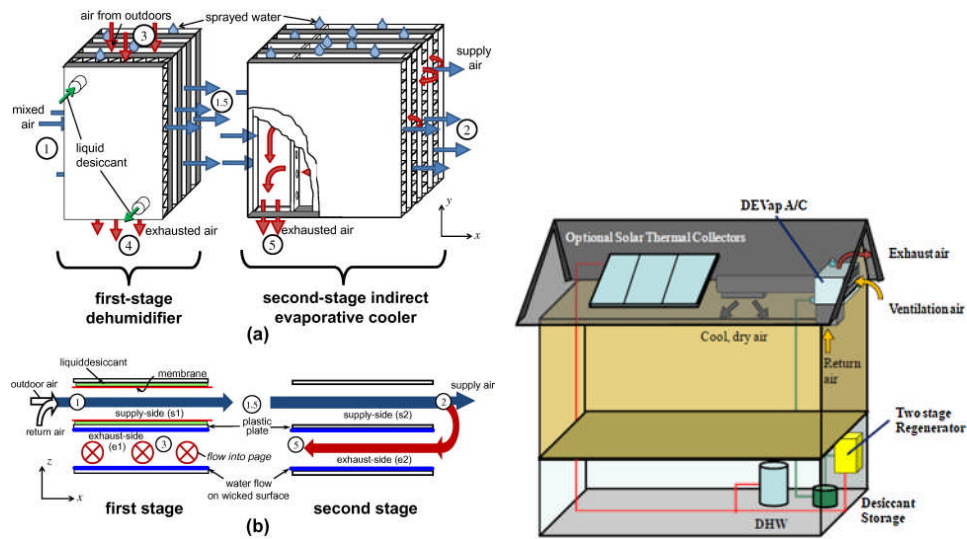 air from outdoors
sprayed water
3
supply
air
mixed
air
1
1.5
2
liquid
desiccant
y
x
exhausted air
4
exhausted air
5
first-stage
dehumidifier
second-stage indirect
evaporative cooler
(a)
liquiddesiccant
membrane
outdoor air
supply air
1
1.5
2
return air
supply-side (s1)
plastic
plate
supply-side (s2)
exhaust-side (e1)
3
5
flow into page
exhaust-side (e2)
z
x
water flow
on wicked surface
first stage
second stage
(b)
DEVap A/C
Optional Solar Thermal Collectors
Exhaust air
Ventilation air
Cool, dry air
Return
air
Two stage
Regenerator
Desiccant
Storage
DHW